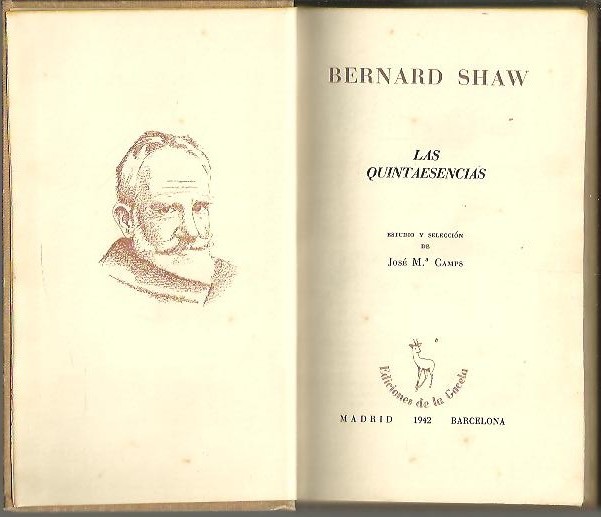 BERNARD SHAW
LAS
QUINTAESENCIAS
ESTUDIO Y SELECCIÓN
DE
JOSÉ M.ª CAMPS
Ediciones de la Gacela
MADRID 1942 BARCELONA